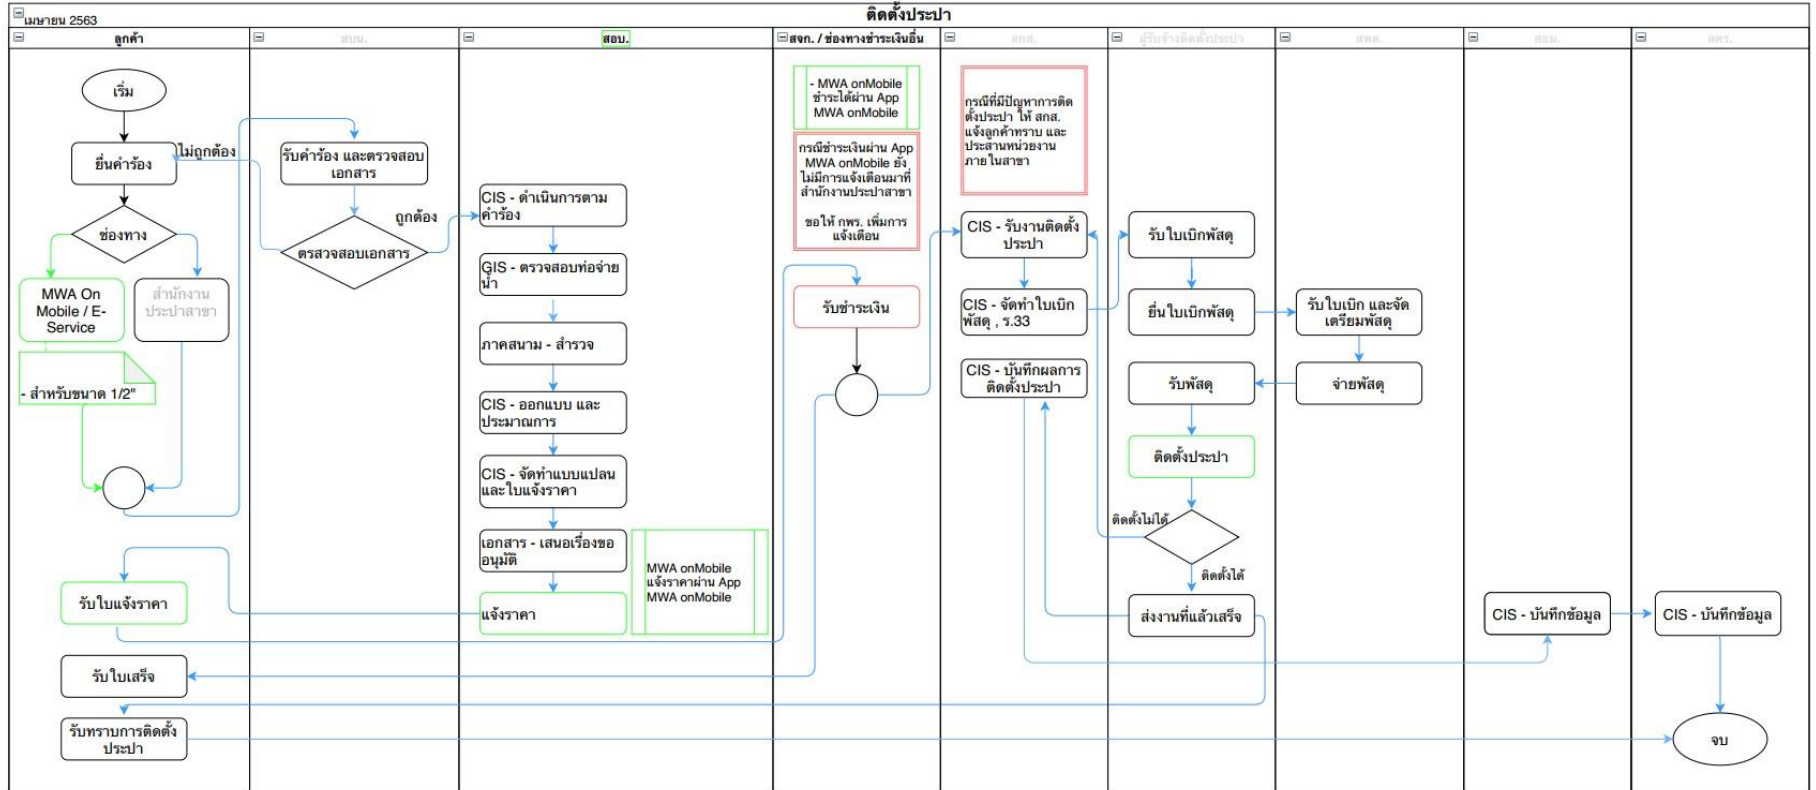 ติดตั้งประปา
เมษายน 2563
ลูกค้า
สบน.
สอบ.
สจก. / ช่องทางชำระเงินอื่น
สกส.
ผู้รับจ้างติดตั้งประปา
สพด.
สยม.
สคร.
เริ่ม
ยื่นคำร้อง
ไม่ถูกต้อง
ช่องทาง
MWA On
Mobile / E-
Service
สำนักงาน
ประปาสาขา
- สำหรับขนาด 1/2"
รับใบแจ้งราคา
รับใบเสร็จ
รับทราบการติดตั้ง
ประปา
รับคำร้อง และตรวจสอบ
เอกสาร
ตรสวจสอบเอกสาร
ถูกต้อง
CIS - ดำเนินการตาม
คำร้อง
GIS - ตรวจสอบท่อจ่าย
น้ำ
ภาคสนาม - สำรวจ
CIS - ออกแบบ และ
ประมาณการ
CIS - จัดทำแบบแปลน
และใบแจ้งราคา
เอกสาร - เสนอเรื่องขอ
อนุมัติ
แจ้งราคา
MWA onMobile
แจ้งราคาผ่าน App
MWA onMobile
- MWA onMobile
ชำระได้ผ่าน App
MWA onMobile
กรณีชำระเงินผ่าน App
MWA onMobile ยัง
ไม่มีการแจ้งเตือนมาที่
สำนักงานประปาสาขา
ขอให้ กพร. เพิ่มการ
แจ้งเตือน
รับชำระเงิน
กรณีที่มีปัญหาการติด
ตั้งประปา ให้ สกส.
แจ้งลูกค้าทราบ และ
ประสานหน่วยงาน
ภายในสาขา
CIS - รับงานติดตั้ง
ประปา
CIS - จัดทำใบเบิก
พัสดุ , ร.33
CIS - บันทึกผลการ
ติดตั้งประปา
รับใบเบิกพัสดุ
ยื่นใบเบิกพัสดุ
รับพัสดุ
ติดตั้งประปา
ติดตั้งไม่ได้
ติดตั้งได้
ส่งงานที่แล้วเสร็จ
รับใบเบิก และจัด
เตรียมพัสดุ
จ่ายพัสดุ
CIS - บันทึกข้อมูล
CIS - บันทึกข้อมูล
จบ